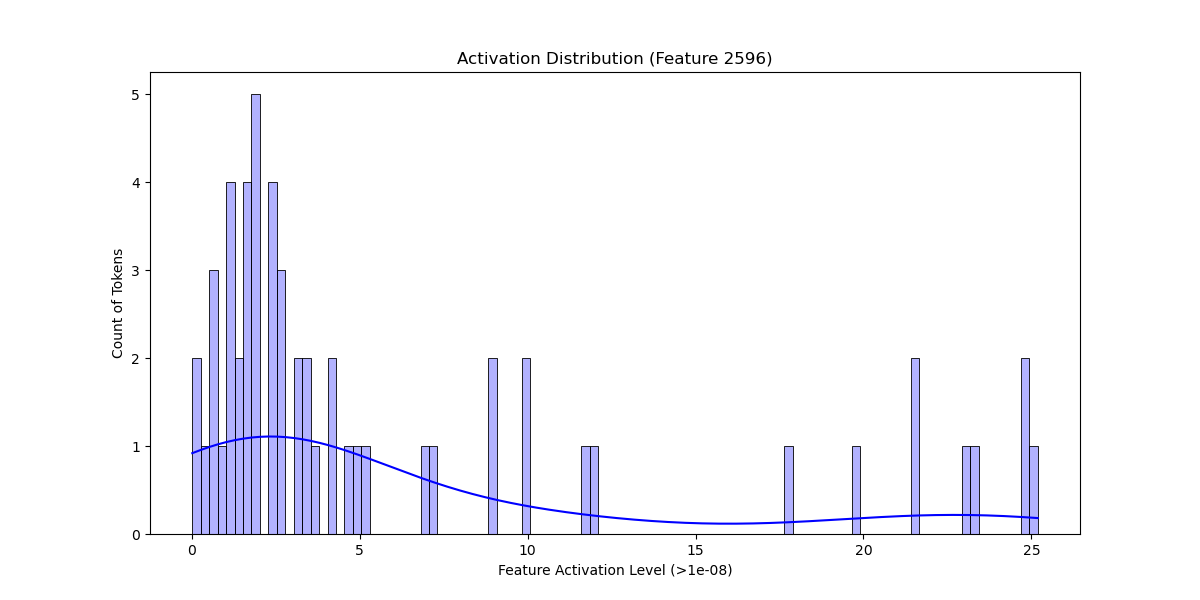 Activation Distribution (Feature 2596)
Count of Tokens
5
4
3
2
1
0
0 5 10 15 20 25
Feature Activation Level (>1e-08)